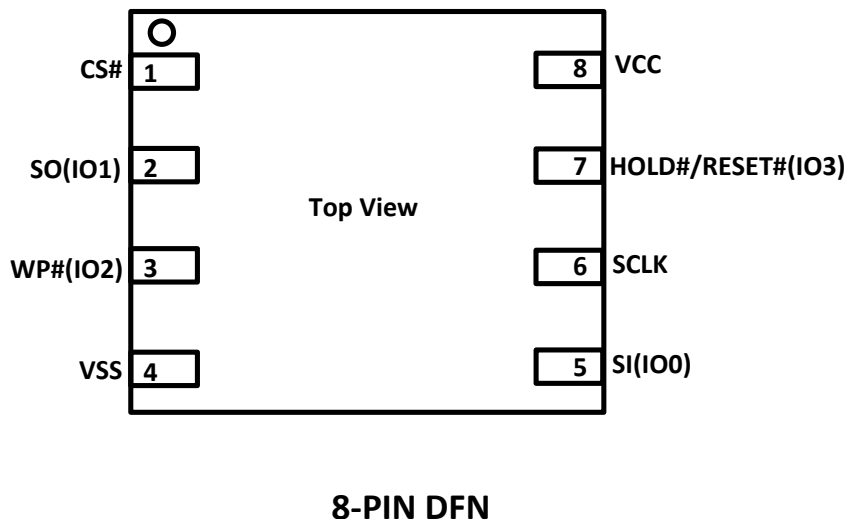 CS# 1 8 VCC
SO(IO1) 2 7 HOLD#/RESET#(IO3)
Top View
WP#(IO2) 3 6 SCLK
VSS 4 5 SI(IO0)
8-PIN DFN